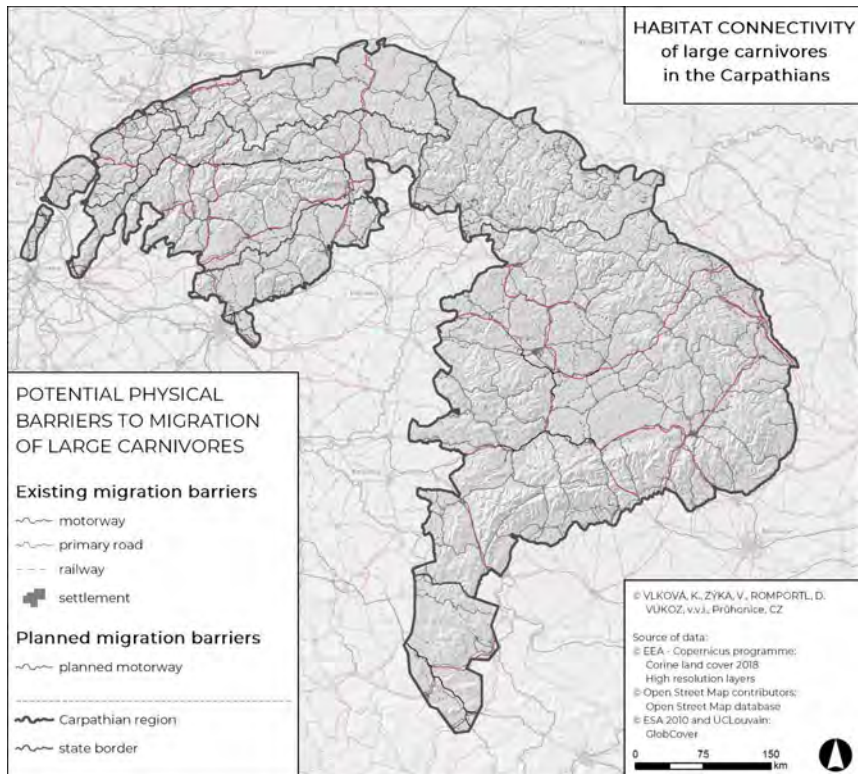 HABITAT CONNECTIVITY
of large carnivores
in the Carpathians
POTENTIAL PHYSICAL
BARRIERS TO MIGRATION
OF LARGE CARNIVORES
Existing migration barriers
motorway
primary road
railway
settlement
Planned migration barriers
planned motorway
Carpathian region
state border
© VLKOVÁ, K., ZÝKA, V., ROMPORTL, D.
VÚKOZ, v.v.i., Průhonice, CZ
Source of data:
© EEA - Copernicus programme:
Corine land cover 2018
High resolution layers
© Open Street Map contributors:
Open Street Map database
© ESA 2010 and UCLouvain:
GlobCover
0 75 150
km